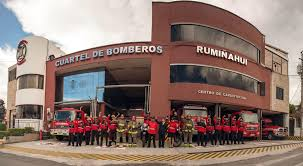 CUARTEL DE BOMBEROS
RUMIÑAHUI
CENTRO DE CAPACITACIÓN